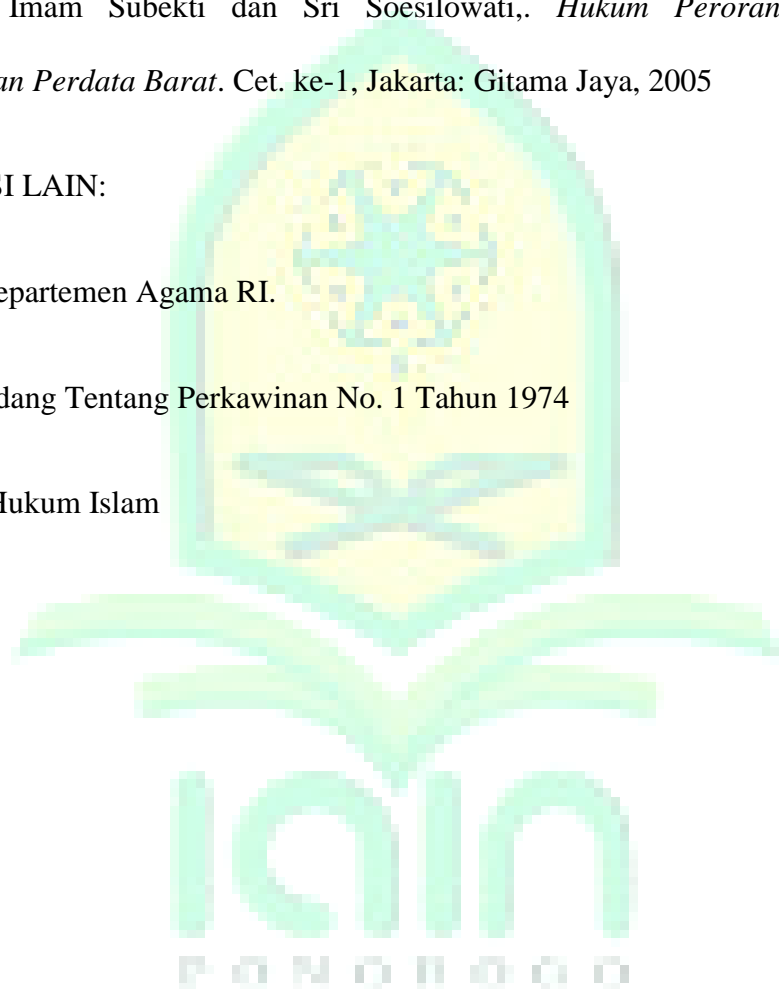 Imam Subekti dan Sri Soesilowati,. Hukum Peroran
an Perdata Barat. Cet. ke-1, Jakarta: Gitama Jaya, 2005
SI LAIN:
epartemen Agama RI.
dang Tentang Perkawinan No. 1 Tahun 1974
Hukum Islam
iain
PONOROGO